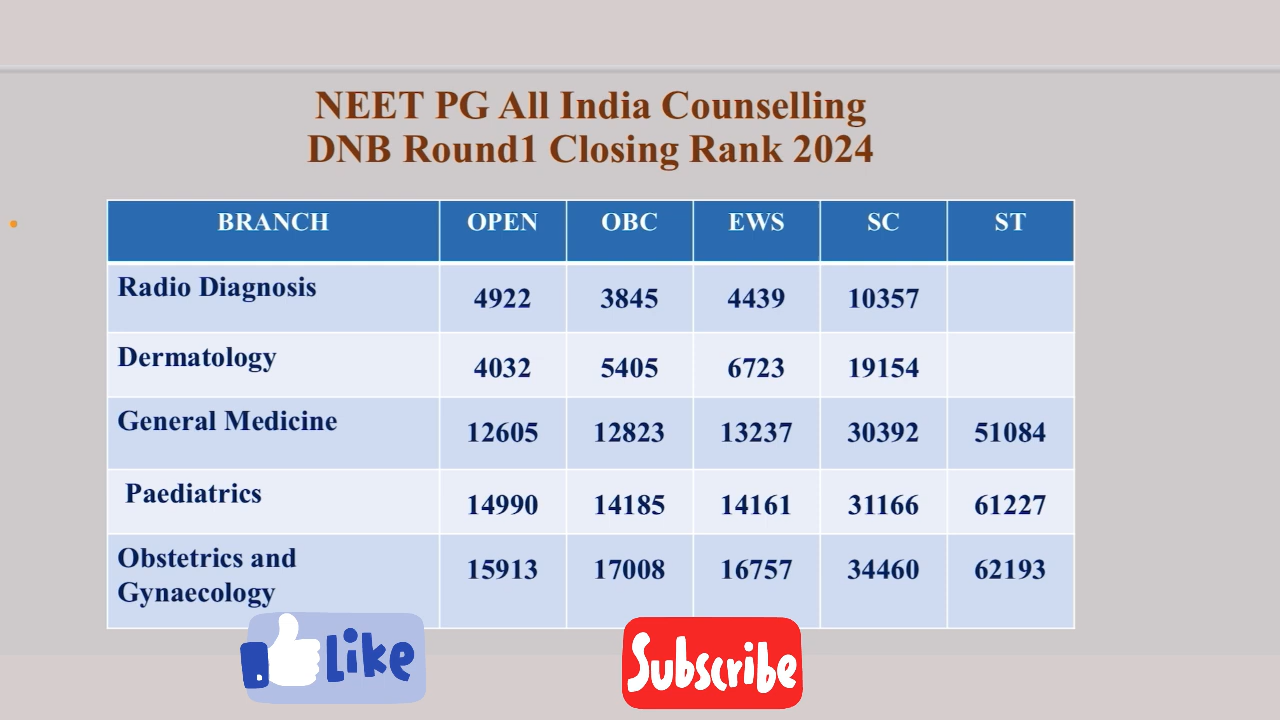 NEET PG All India Counselling
DNB Round1 Closing Rank 2024
BRANCH OPEN OBC EWS SC ST
Radio Diagnosis 4922 3845 4439 10357
Dermatology 4032 5405 6723 19154
General Medicine 12605 12823 13237 30392 51084
Paediatrics 14990 14185 14161 31166 61227
Obstetrics and 15913 17008 16757 34460 62193
Gynaecology
Like
Subscribe